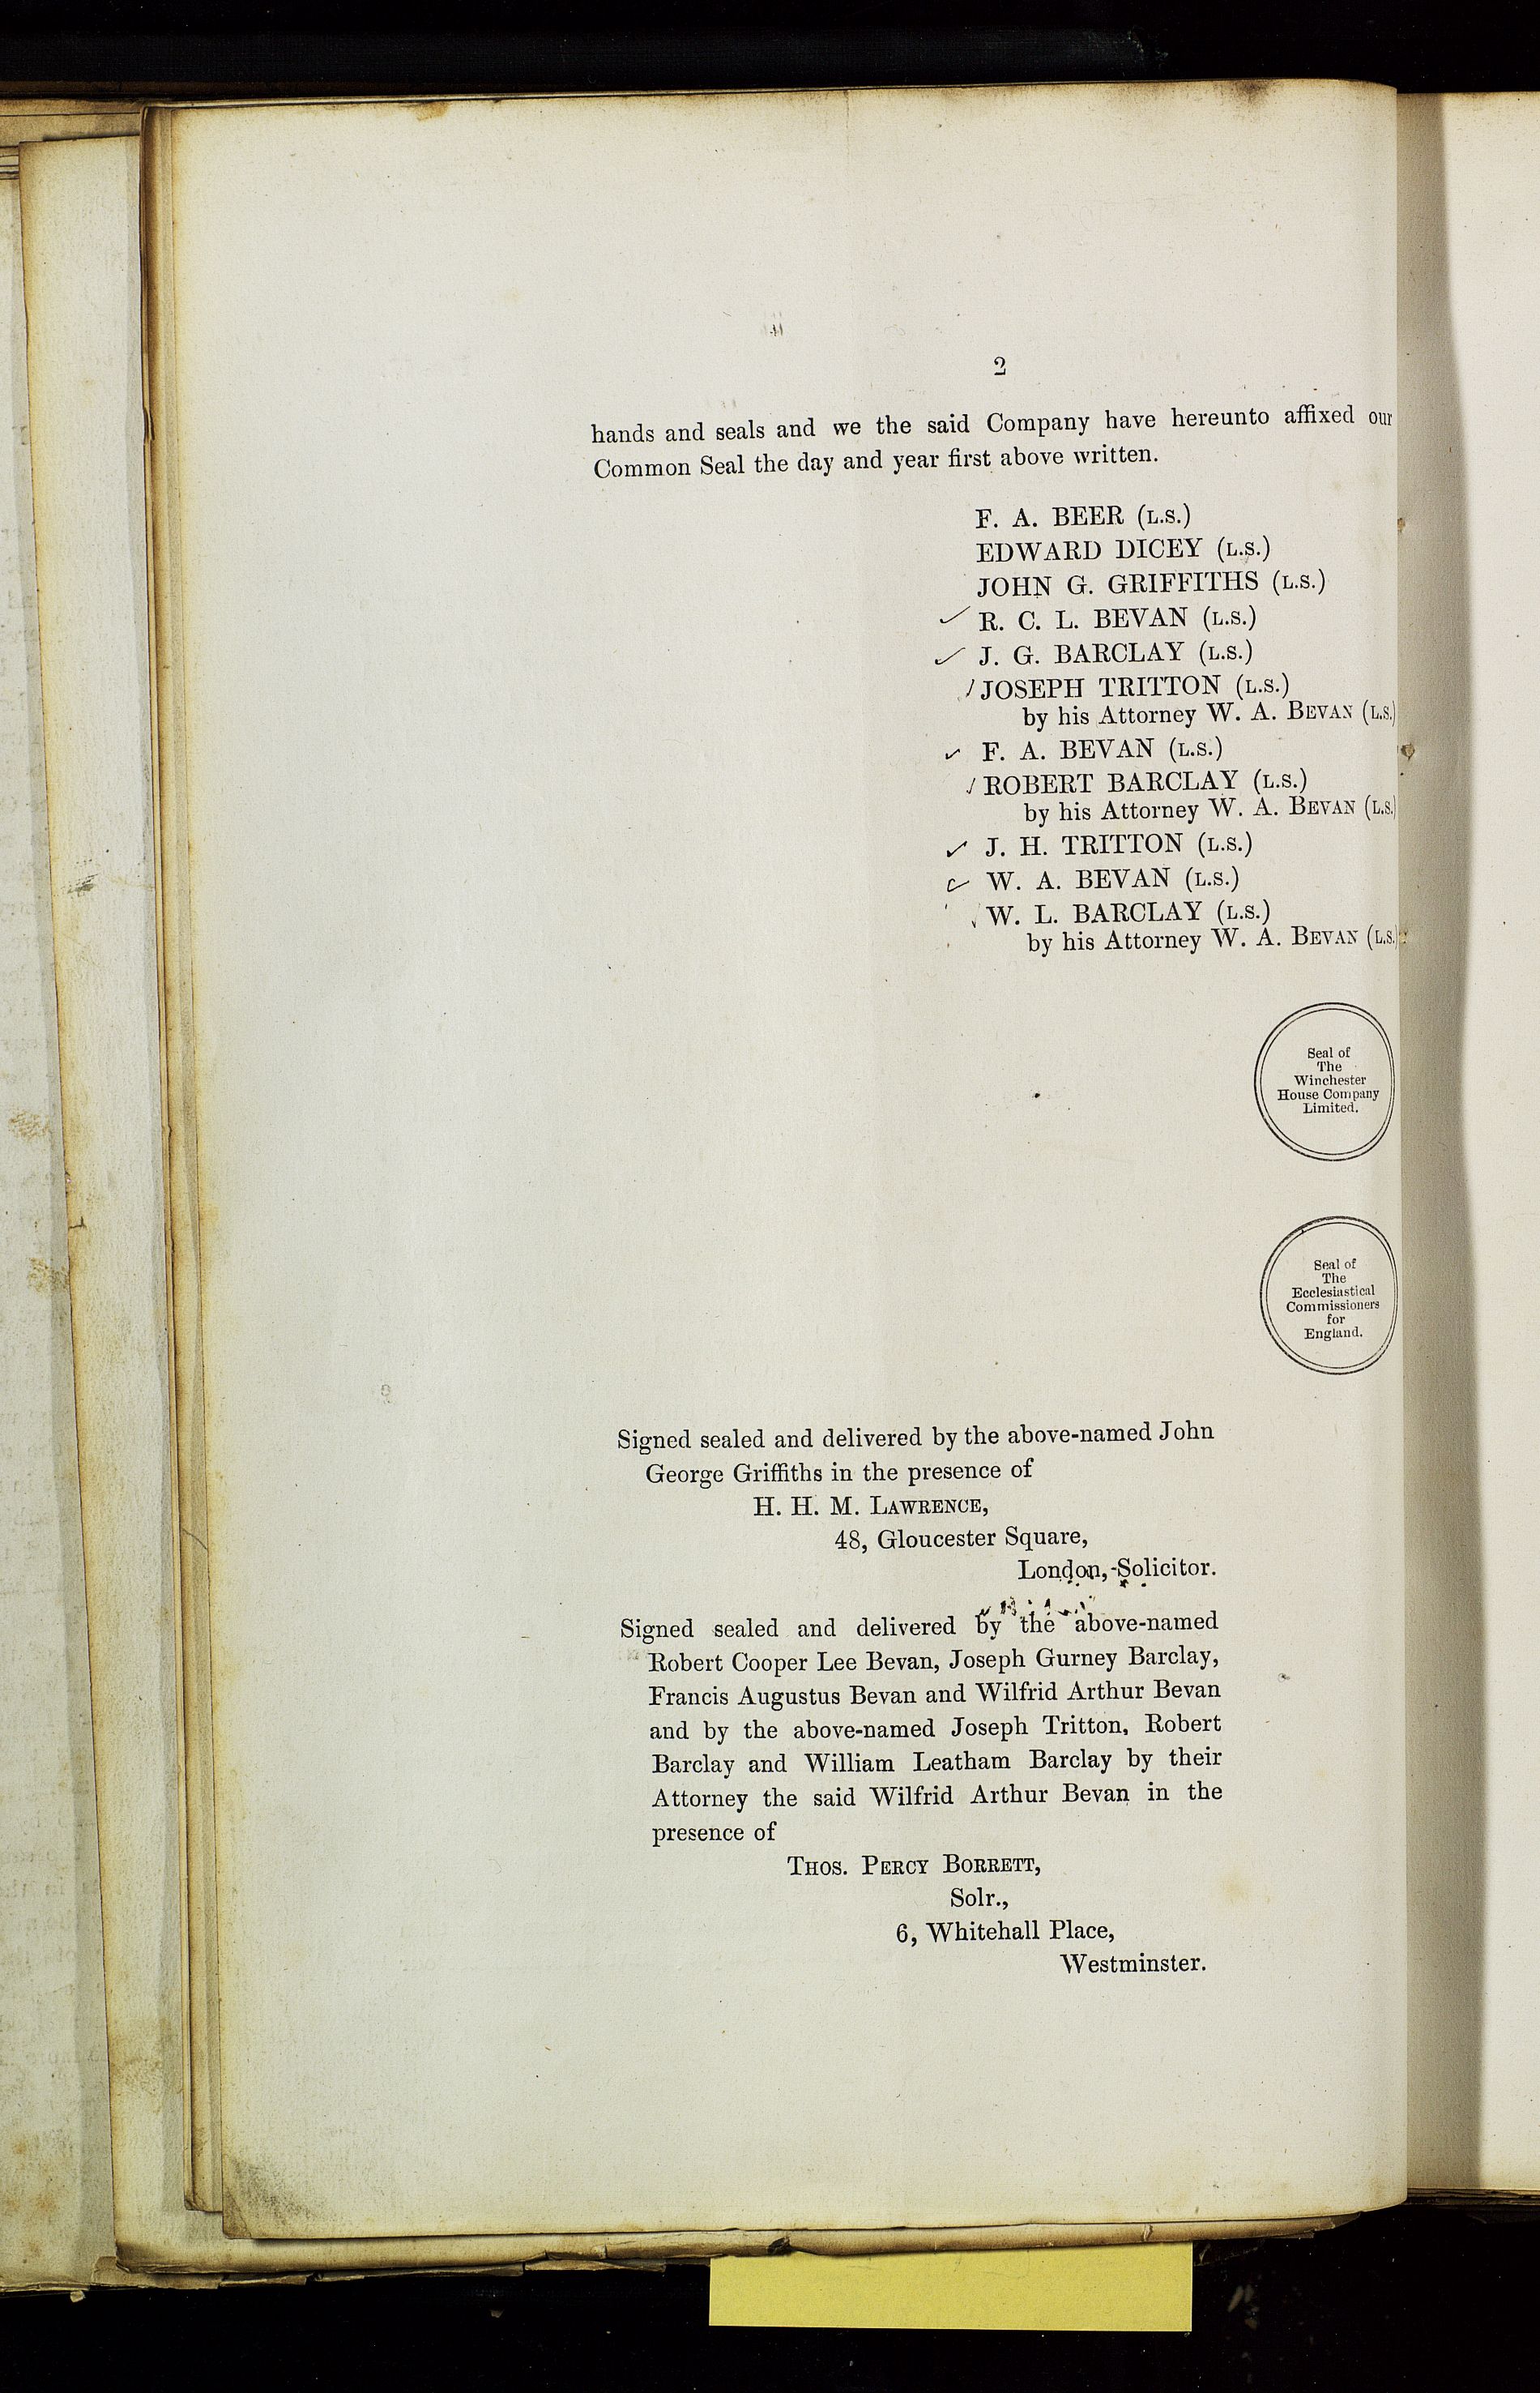 2
hands and seals and we the said Company have hereunto affixed our
Common Seal the day and year first above written.
F. A. BEER (L.S.)
EDWARD DICEY (L.S.)
JOHN G. GRIFFITHS (L.S.)
R. C. L. BEVAN (L.S.)
J. G. BARCLAY (L.S.)
JOSEPH TRITTON (L.S.)
by his Attorney W. A. BEVAN (L.S.)
F. A. BEVAN (L.S.)
ROBERT BARCLAY (L.S.)
by his Attorney W. A. BEVAN (L.S.)
J. H. TRITTON (L.S.)
W. A. BEVAN (L.S.)
W. L. BARCLAY (L.S.)
by his Attorney W. A. BEVAN (L.S.)
Seal of
The
Winchester
House Company
Limited.
Seal of
The
Ecclesiastical
Commissioners
for
England.
Signed sealed and delivered by the above-named John
George Griffiths in the presence of
H. H. M. LAWRENCE,
48, Gloucester Square,
London, Solicitor.
Signed sealed and delivered by the above-named
Robert Cooper Lee Bevan, Joseph Gurney Barclay,
Francis Augustus Bevan and Wilfrid Arthur Bevan
and by the above-named Joseph Tritton, Robert
Barclay and William Leatham Barclay by their
Attorney the said Wilfrid Arthur Bevan in the
presence of
THOS. PERCY BORRETT,
Solr.,
6, Whitehall Place,
Westminster.